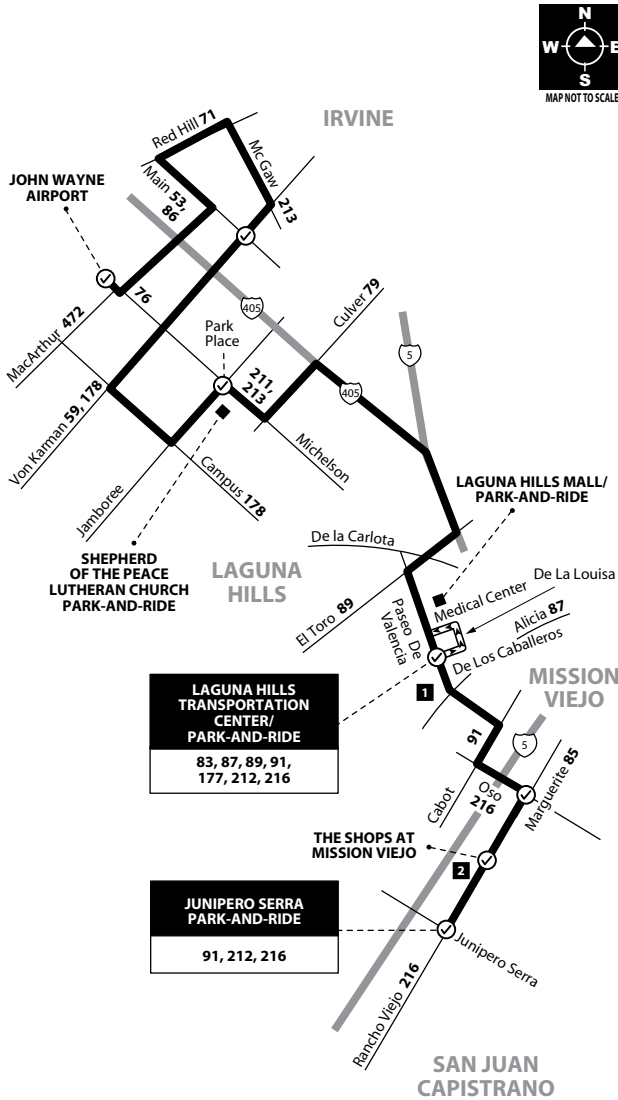 N
W E
S
MAP NOT TO SCALE
IRVINE
Red Hill 71
Mc Gaw
213
Main 53,
86
JOHN WAYNE
AIRPORT
76
MacArthur 472
405
Culver 79
Park
Place
5
211,
213
405
Von Karman 59, 178
Michelson
Campus 178
Jamboree
LAGUNA HILLS MALL/
PARK-AND-RIDE
De la Carlota
SHEPHERD
OF THE PEACE
LUTHERAN CHURCH
PARK-AND-RIDE
LAGUNA
HILLS
El Toro 89
Paseo De
Valencia
Medical Center
De La Louisa
Alicia 87
De Los Caballeros
1
MISSION
VIEJO
LAGUNA HILLS
TRANSPORTATION
CENTER/
PARK-AND-RIDE
83, 87, 89, 91,
177, 212, 216
91
5
Cabot
Oso
216
Marguerite 85
THE SHOPS AT
MISSION VIEJO
2
JUNIPERO SERRA
PARK-AND-RIDE
91, 212, 216
Junipero Serra
Rancho Viejo 216
SAN JUAN
CAPISTRANO